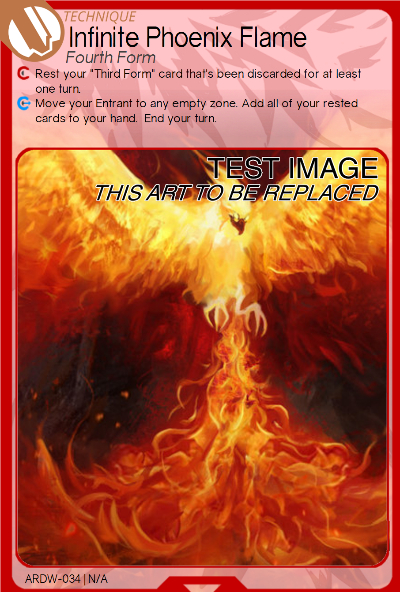 TECHNIQUE
Infinite Phoenix Flame
Fourth Form
Rest your "Third Form" card that's been discarded for at least
one turn.
Move your Entrant to any empty zone. Add all of your rested
cards to your hand. End your turn.
TEST IMAGE
THIS ART TO BE REPLACED
ARDW-034 | N/A